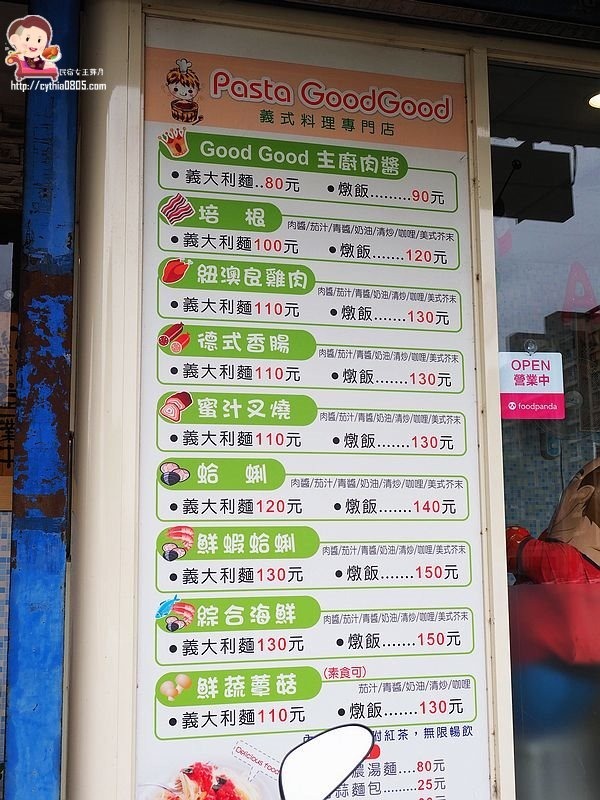 民宿女王芽月
http://cythia0805.com
Pasta GoodGood
義式料理專門店
Good Good 主廚肉醬
●義大利麵..80元 ●燉飯.........90元
培根 肉醬/茄汁/青醬/奶油/清炒/咖哩/美式芥末
●義大利麵100元 ●燉飯.......120元
紐澳良雞肉 肉醬/茄汁/青醬/奶油/清炒/咖哩/美式芥末
●義大利麵110元 ●燉飯.......130元
德式香腸 肉醬/茄汁/青醬/奶油/清炒/咖哩/美式芥末
●義大利麵110元 ●燉飯.......130元
蜜汁叉燒 肉醬/茄汁/青醬/奶油/清炒/咖哩/美式芥末
●義大利麵110元 ●燉飯.......130元
蛤蜊 肉醬/茄汁/青醬/奶油/清炒/咖哩/美式芥末
●義大利麵120元 ●燉飯.......140元
鮮蝦蛤蜊 肉醬/茄汁/青醬/奶油/清炒/咖哩/美式芥末
●義大利麵130元 ●燉飯.......150元
綜合海鮮 肉醬/茄汁/青醬/奶油/清炒/咖哩/美式芥末
●義大利麵130元 ●燉飯.......150元
鮮蔬蕈菇 (素食可) 茄汁/青醬/奶油/清炒/咖哩
●義大利麵110元 ●燉飯.......130元
附紅茶，無限暢飲
Delicious food
濃湯麵....80元
蒜麵包.....25元
OPEN
營業中
foodpanda